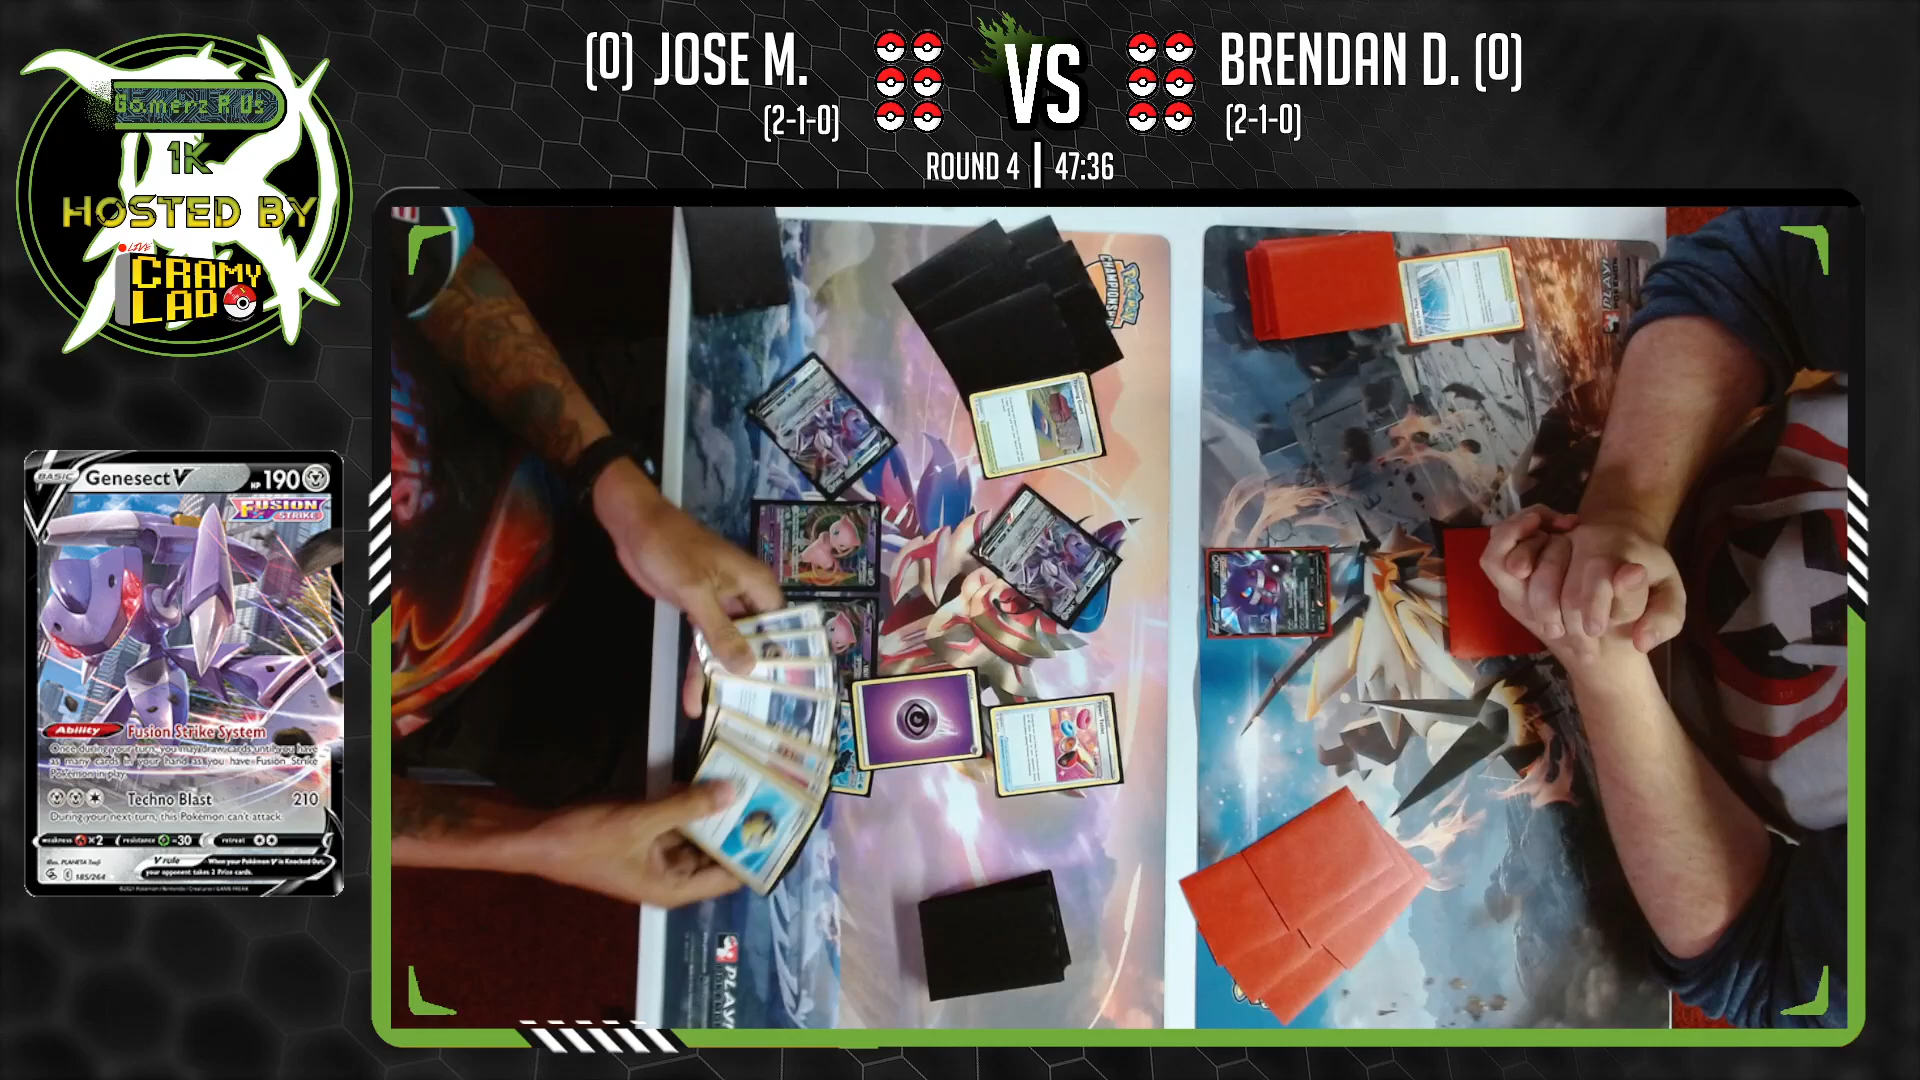 (0) JOSE M.
(2-1-0)
VS
BRENDAN D. (0)
(2-1-0)
ROUND 4 | 47:36
Gamerz R Us
1K
HOSTED BY
LIVE
CRAMY
LAD
BASIC Genesect V HP 190
FUSION
STRIKE
Ability Fusion Strike System
Once during your turn, you may draw cards until you have
as many cards in your hand as you have Fusion Strike
Pokémon in play.
Techno Blast 210
During your next turn, this Pokémon can't attack.
weakness ×2 resistance -30 retreat
V rule When your Pokémon V is Knocked Out,
your opponent takes 2 Prize cards.
185/264
Pokémon
CHAMPIONSHIPS
PLAY!
PLAY!